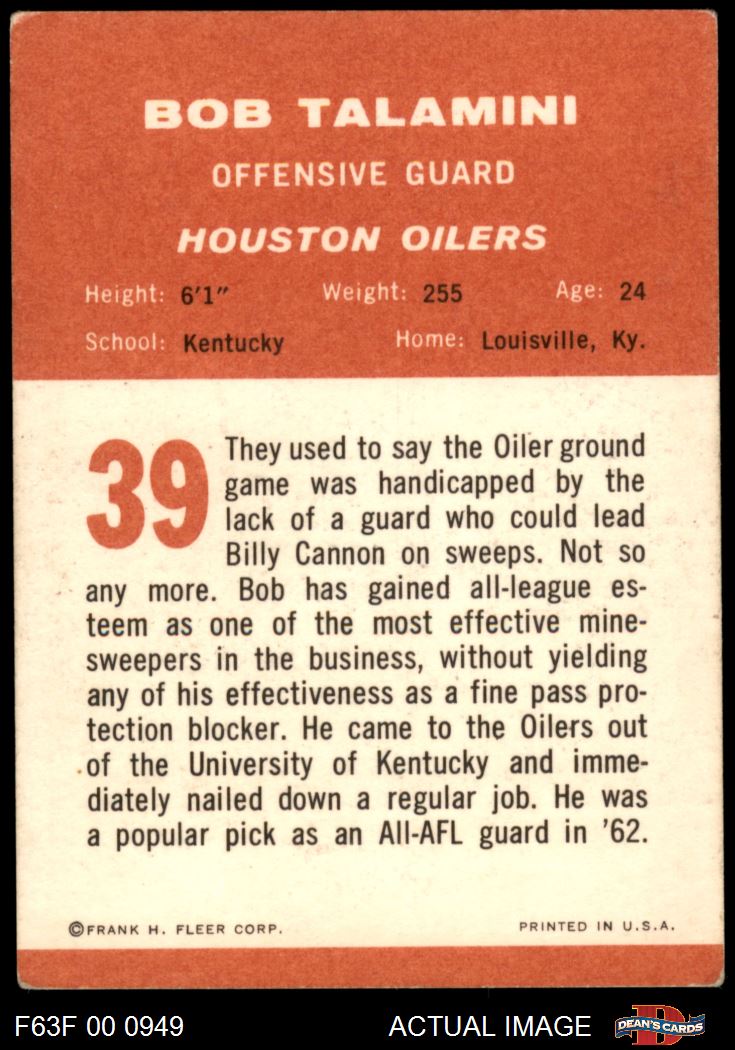 BOB TALAMINI
OFFENSIVE GUARD
HOUSTON OILERS
Height: 6'1" Weight: 255 Age: 24
School: Kentucky Home: Louisville, Ky.
39
They used to say the Oiler ground
game was handicapped by the
lack of a guard who could lead
Billy Cannon on sweeps. Not so
any more. Bob has gained all-league es-
teem as one of the most effective mine-
sweepers in the business, without yielding
any of his effectiveness as a fine pass pro-
tection blocker. He came to the Oilers out
of the University of Kentucky and imme-
diately nailed down a regular job. He was
a popular pick as an All-AFL guard in '62.
©FRANK H. FLEER CORP. PRINTED IN U.S.A.
F63F 00 0949 ACTUAL IMAGE D DEAN'S CARDS